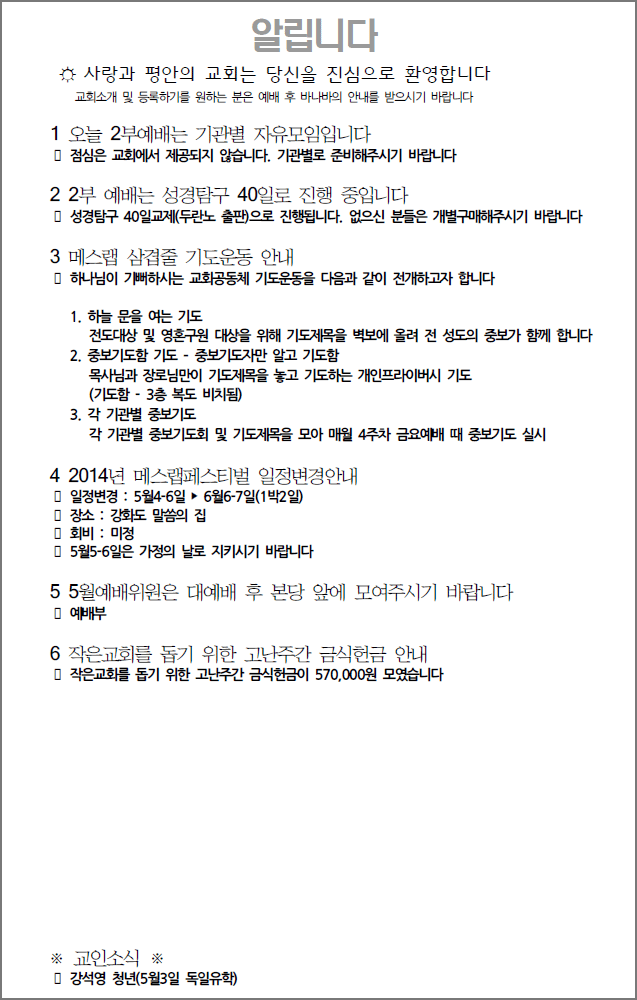 알립니다
☼ 사랑과 평안의 교회는 당신을 진심으로 환영합니다
교회소개 및 등록하기를 원하는 분은 예배 후 바나바의 안내를 받으시기 바랍니다
1 오늘 2부예배는 기관별 자유모임입니다
▯ 점심은 교회에서 제공되지 않습니다. 기관별로 준비해주시기 바랍니다
2 2부 예배는 성경탐구 40일로 진행 중입니다
▯ 성경탐구 40일교제(두란노 출판)으로 진행됩니다. 없으신 분들은 개별구매해주시기 바랍니다
3 메스랩 삼겹줄 기도운동 안내
▯ 하나님이 기뻐하시는 교회공동체 기도운동을 다음과 같이 전개하고자 합니다
1. 하늘 문을 여는 기도
전도대상 및 영혼구원 대상을 위해 기도제목을 벽보에 올려 전 성도의 중보가 함께 합니다
2. 중보기도함 기도 - 중보기도자만 알고 기도함
목사님과 장로님만이 기도제목을 놓고 기도하는 개인프라이버시 기도
(기도함 - 3층 복도 비치됨)
3. 각 기관별 중보기도
각 기관별 중보기도회 및 기도제목을 모아 매월 4주차 금요예배 때 중보기도 실시
4 2014년 메스랩페스티벌 일정변경안내
▯ 일정변경 : 5월4-6일 ▶ 6월6-7일(1박2일)
▯ 장소 : 강화도 말씀의 집
▯ 회비 : 미정
▯ 5월5-6일은 가정의 날로 지키시기 바랍니다
5 5월예배위원은 대예배 후 본당 앞에 모여주시기 바랍니다
▯ 예배부
6 작은교회를 돕기 위한 고난주간 금식헌금 안내
▯ 작은교회를 돕기 위한 고난주간 금식헌금이 570,000원 모였습니다
※ 교인소식 ※
▯ 강석영 청년(5월3일 독일유학)